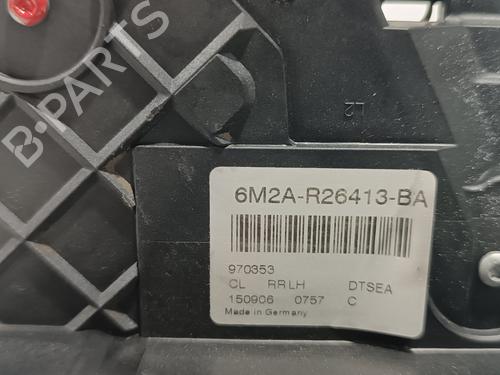 B-PARTS
L2
6M2A-R26413-BA
970353
CL RR LH DTSEA
150906 0757 C
Made in Germany